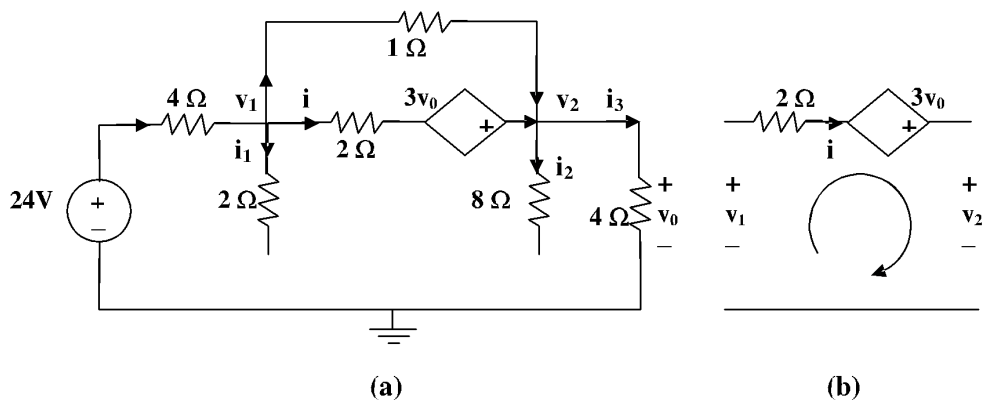 1 Ω
4 Ω v₁ i 3v₀ v₂ i₃ 2 Ω 3v₀
+ +
2 Ω i
i₁ i₂
24V + 2 Ω 8 Ω 4 Ω + v₀ – + v₁ – + v₂ –
–
(a) (b)